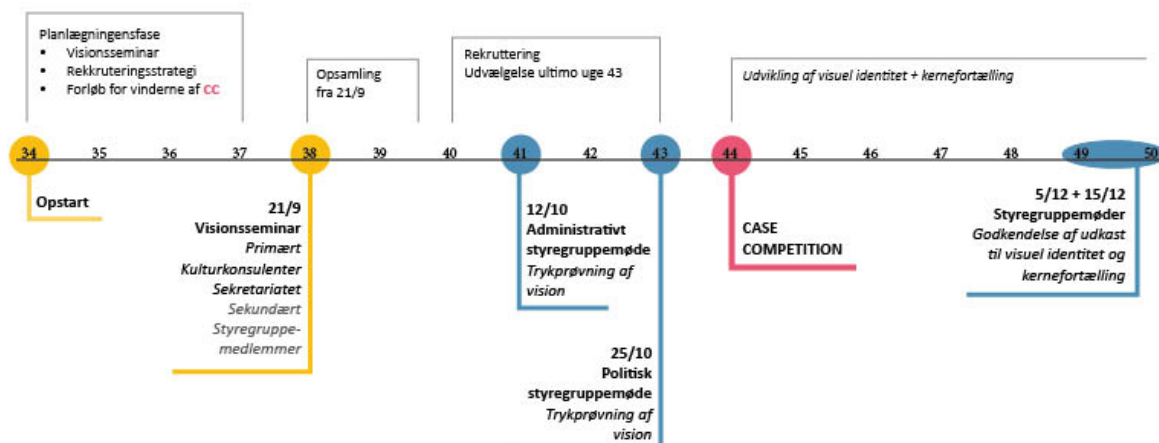 Planlægningensfase
• Visionsseminar
• Rekkruteringsstrategi
• Forløb for vinderne af CC
Opsamling
fra 21/9
Rekruttering
Udvælgelse ultimo uge 43
Udvikling af visuel identitet + kernefortælling
34 35 36 37 38 39 40 41 42 43 44 45 46 47 48 49 50
Opstart
21/9
Visionsseminar
Primært
Kulturkonsulenter
Sekretariatet
Sekundært
Styregruppe-
medlemmer
12/10
Administrativt
styregruppemøde
Trykprøvning af
vision
25/10
Politisk
styregruppemøde
Trykprøvning af
vision
CASE
COMPETITION
5/12 + 15/12
Styregruppemøder
Godkendelse af udkast
til visuel identitet og
kernefortælling